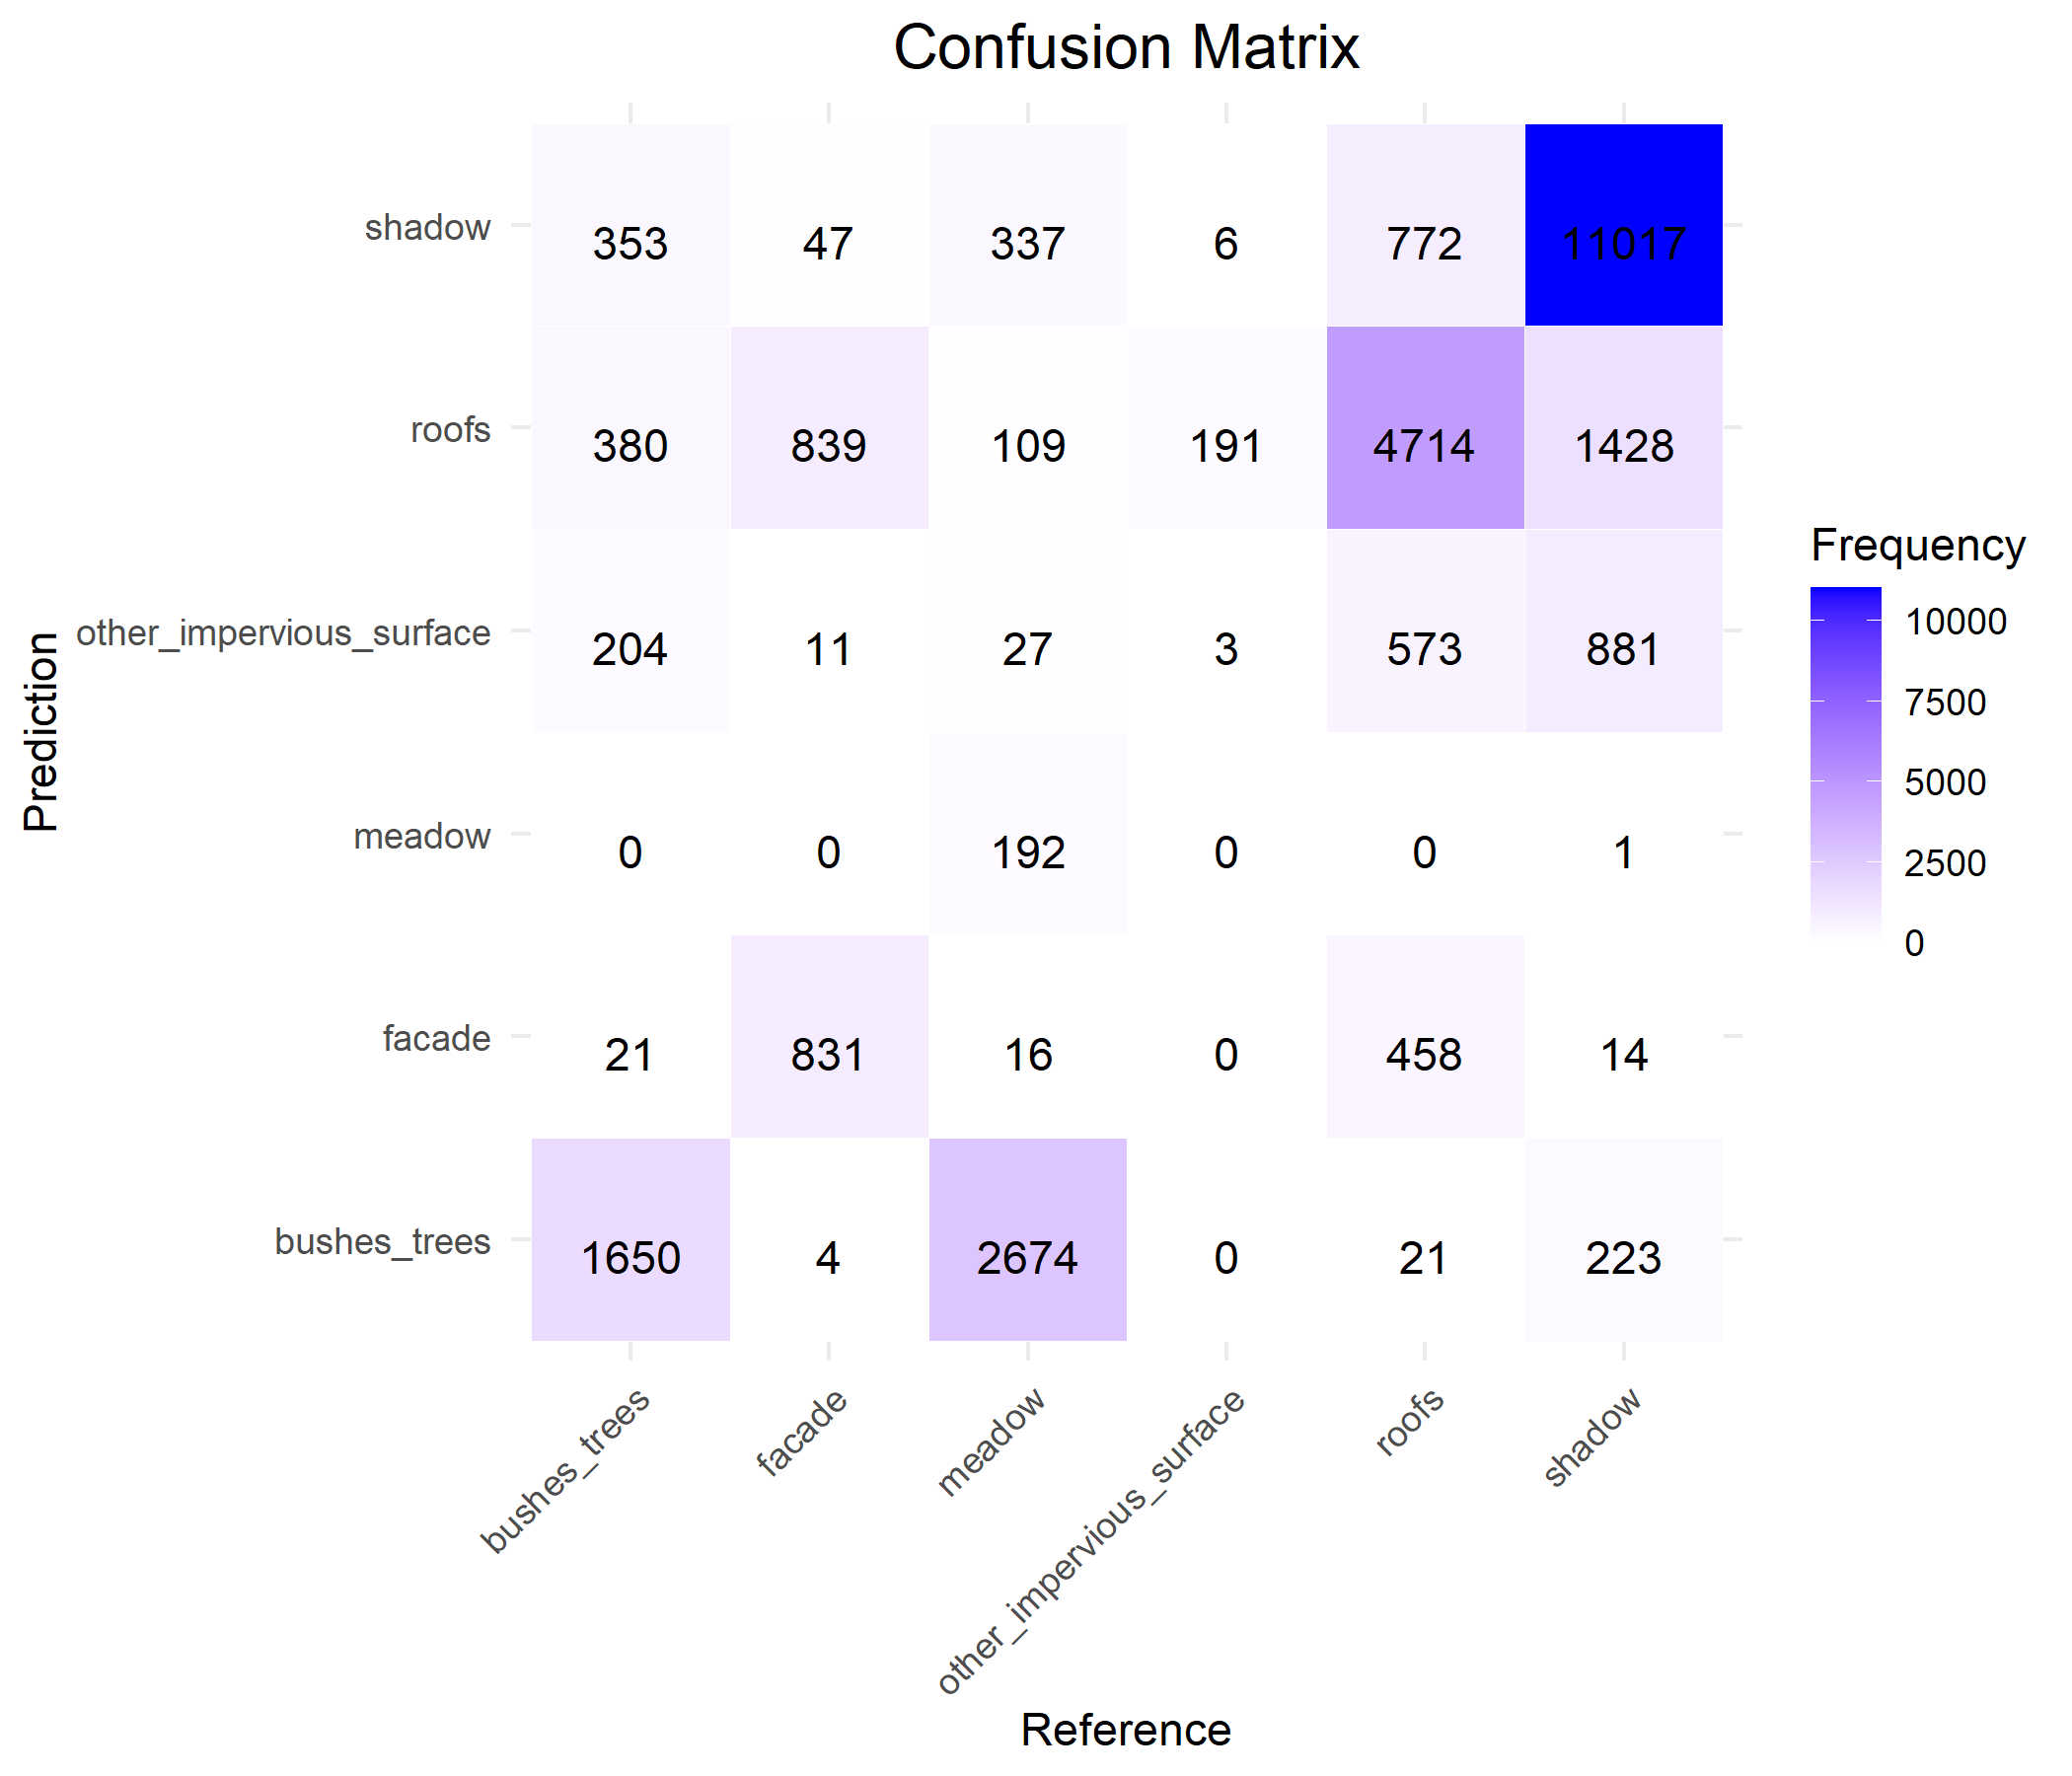 Confusion Matrix
Prediction
shadow
353 47 337 6 772 11017
roofs
380 839 109 191 4714 1428
other_impervious_surface
204 11 27 3 573 881
meadow
0 0 192 0 0 1
facade
21 831 16 0 458 14
bushes_trees
1650 4 2674 0 21 223
bushes_trees
facade
meadow
other_impervious_surface
roofs
shadow
Reference
Frequency
10000
7500
5000
2500
0